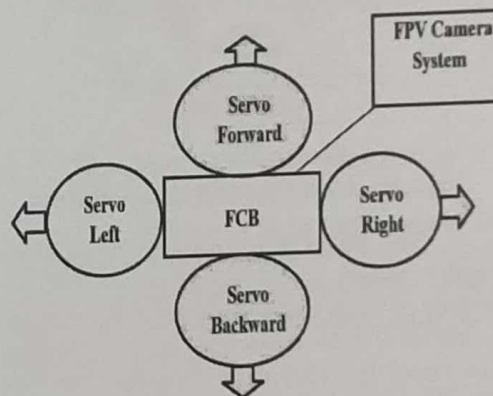 FPV Camera
System
Servo
Forward
Servo
Left
FCB
Servo
Right
Servo
Backward